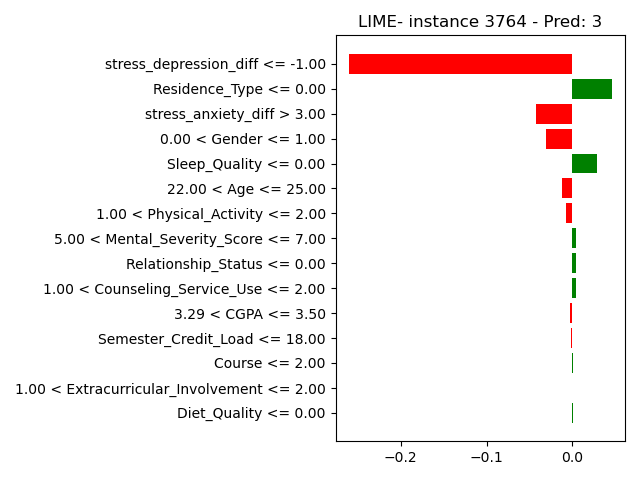 LIME- instance 3764 - Pred: 3
stress_depression_diff <= -1.00
Residence_Type <= 0.00
stress_anxiety_diff > 3.00
0.00 < Gender <= 1.00
Sleep_Quality <= 0.00
22.00 < Age <= 25.00
1.00 < Physical_Activity <= 2.00
5.00 < Mental_Severity_Score <= 7.00
Relationship_Status <= 0.00
1.00 < Counseling_Service_Use <= 2.00
3.29 < CGPA <= 3.50
Semester_Credit_Load <= 18.00
Course <= 2.00
1.00 < Extracurricular_Involvement <= 2.00
Diet_Quality <= 0.00
−0.2 −0.1 0.0